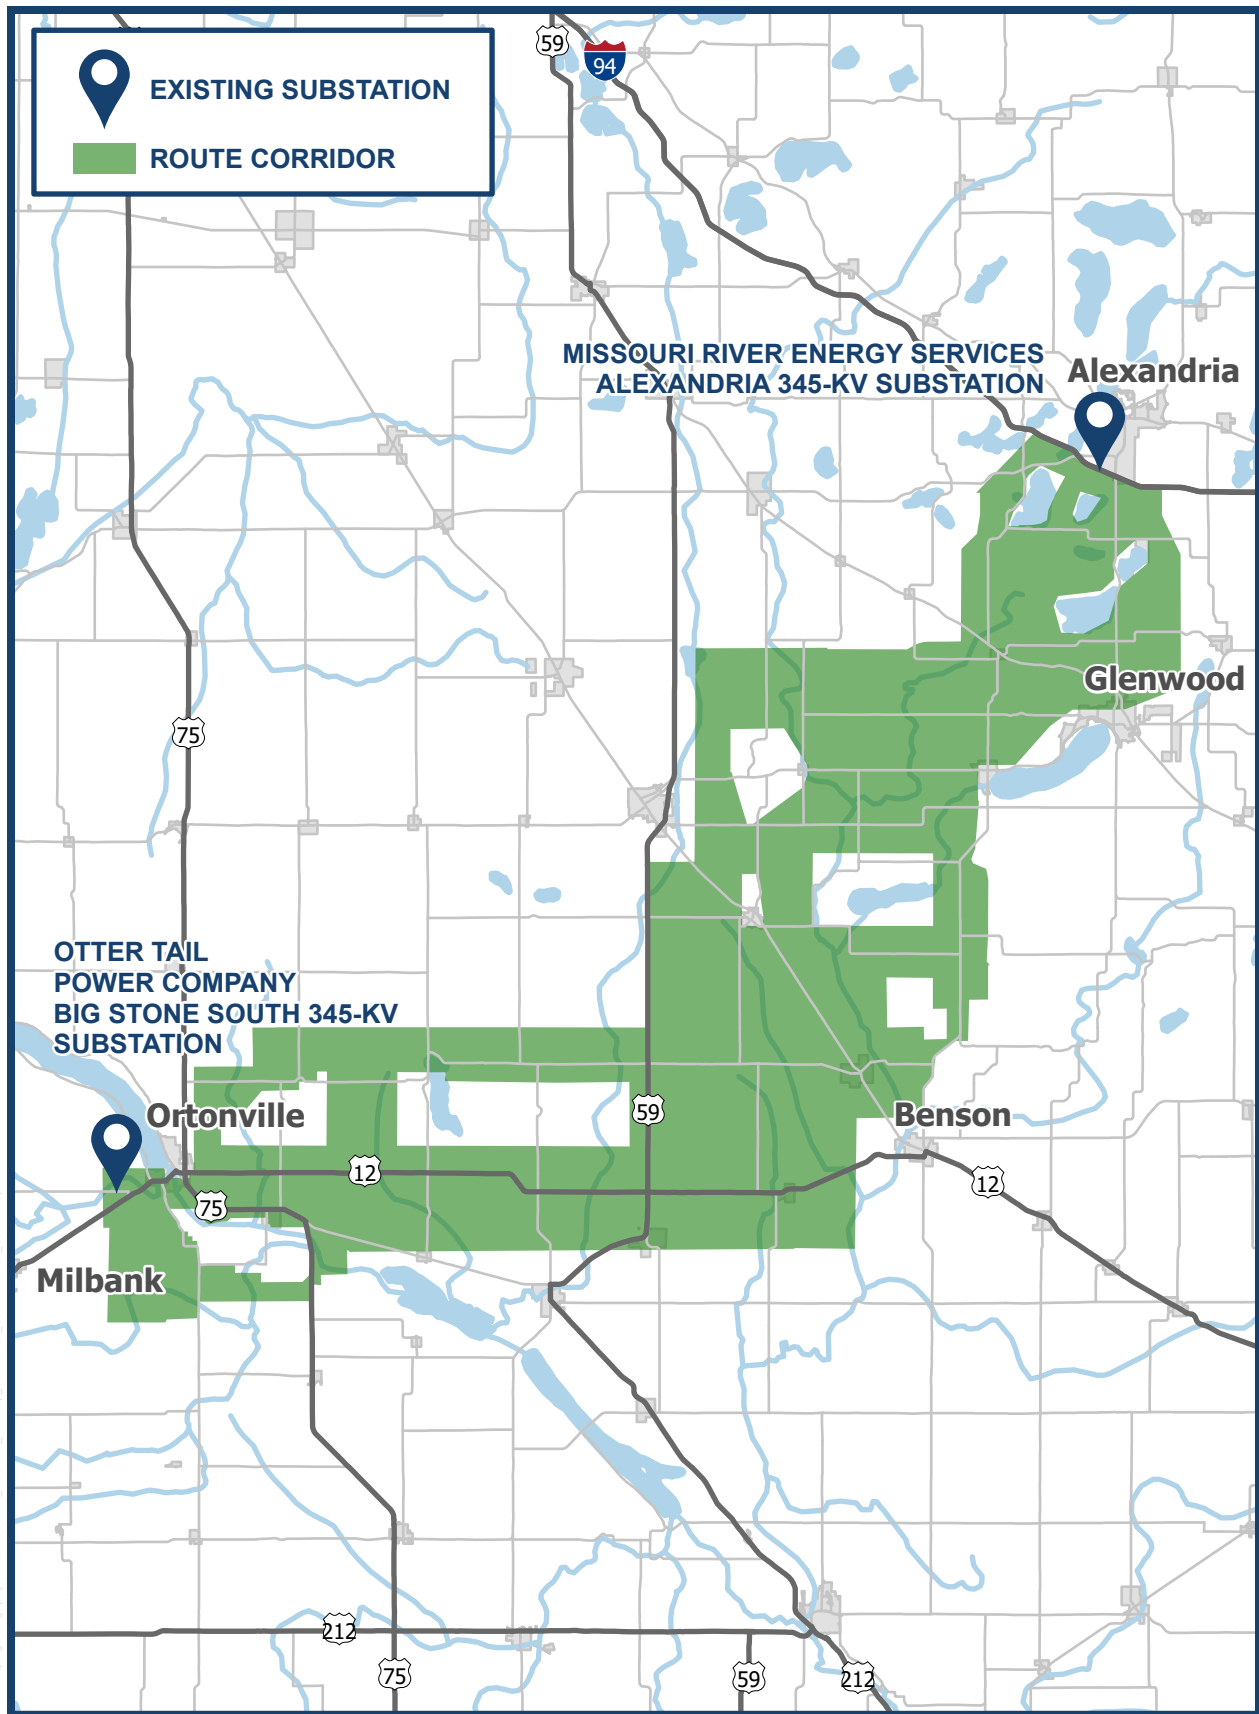 59
94
EXISTING SUBSTATION
ROUTE CORRIDOR
MISSOURI RIVER ENERGY SERVICES
ALEXANDRIA 345-KV SUBSTATION
Alexandria
Glenwood
75
OTTER TAIL
POWER COMPANY
BIG STONE SOUTH 345-KV
SUBSTATION
Ortonville
59
Benson
12
12
75
Milbank
212
75
59
212